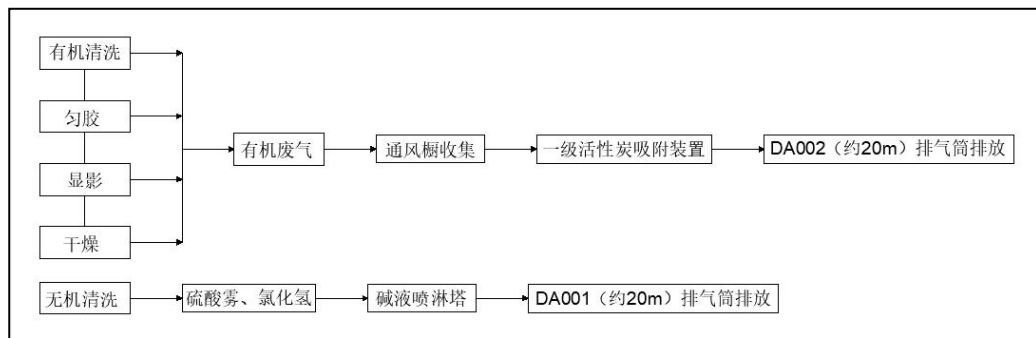 有机清洗
匀胶
显影
干燥
有机废气
通风橱收集
一级活性炭吸附装置
DA002（约20m）排气筒排放
无机清洗
硫酸雾、氯化氢
碱液喷淋塔
DA001（约20m）排气筒排放